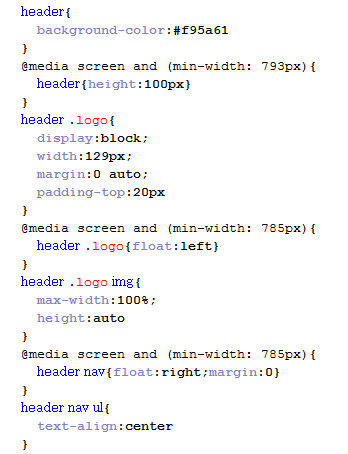 header{
background-color:#f95a61
}
@media screen and (min-width: 793px){
header{height:100px}
}
header .logo{
display:block;
width:129px;
margin:0 auto;
padding-top:20px
}
@media screen and (min-width: 785px){
header .logo{float:left}
}
header .logo img{
max-width:100%;
height:auto
}
@media screen and (min-width: 785px){
header nav{float:right;margin:0}
}
header nav ul{
text-align:center
}